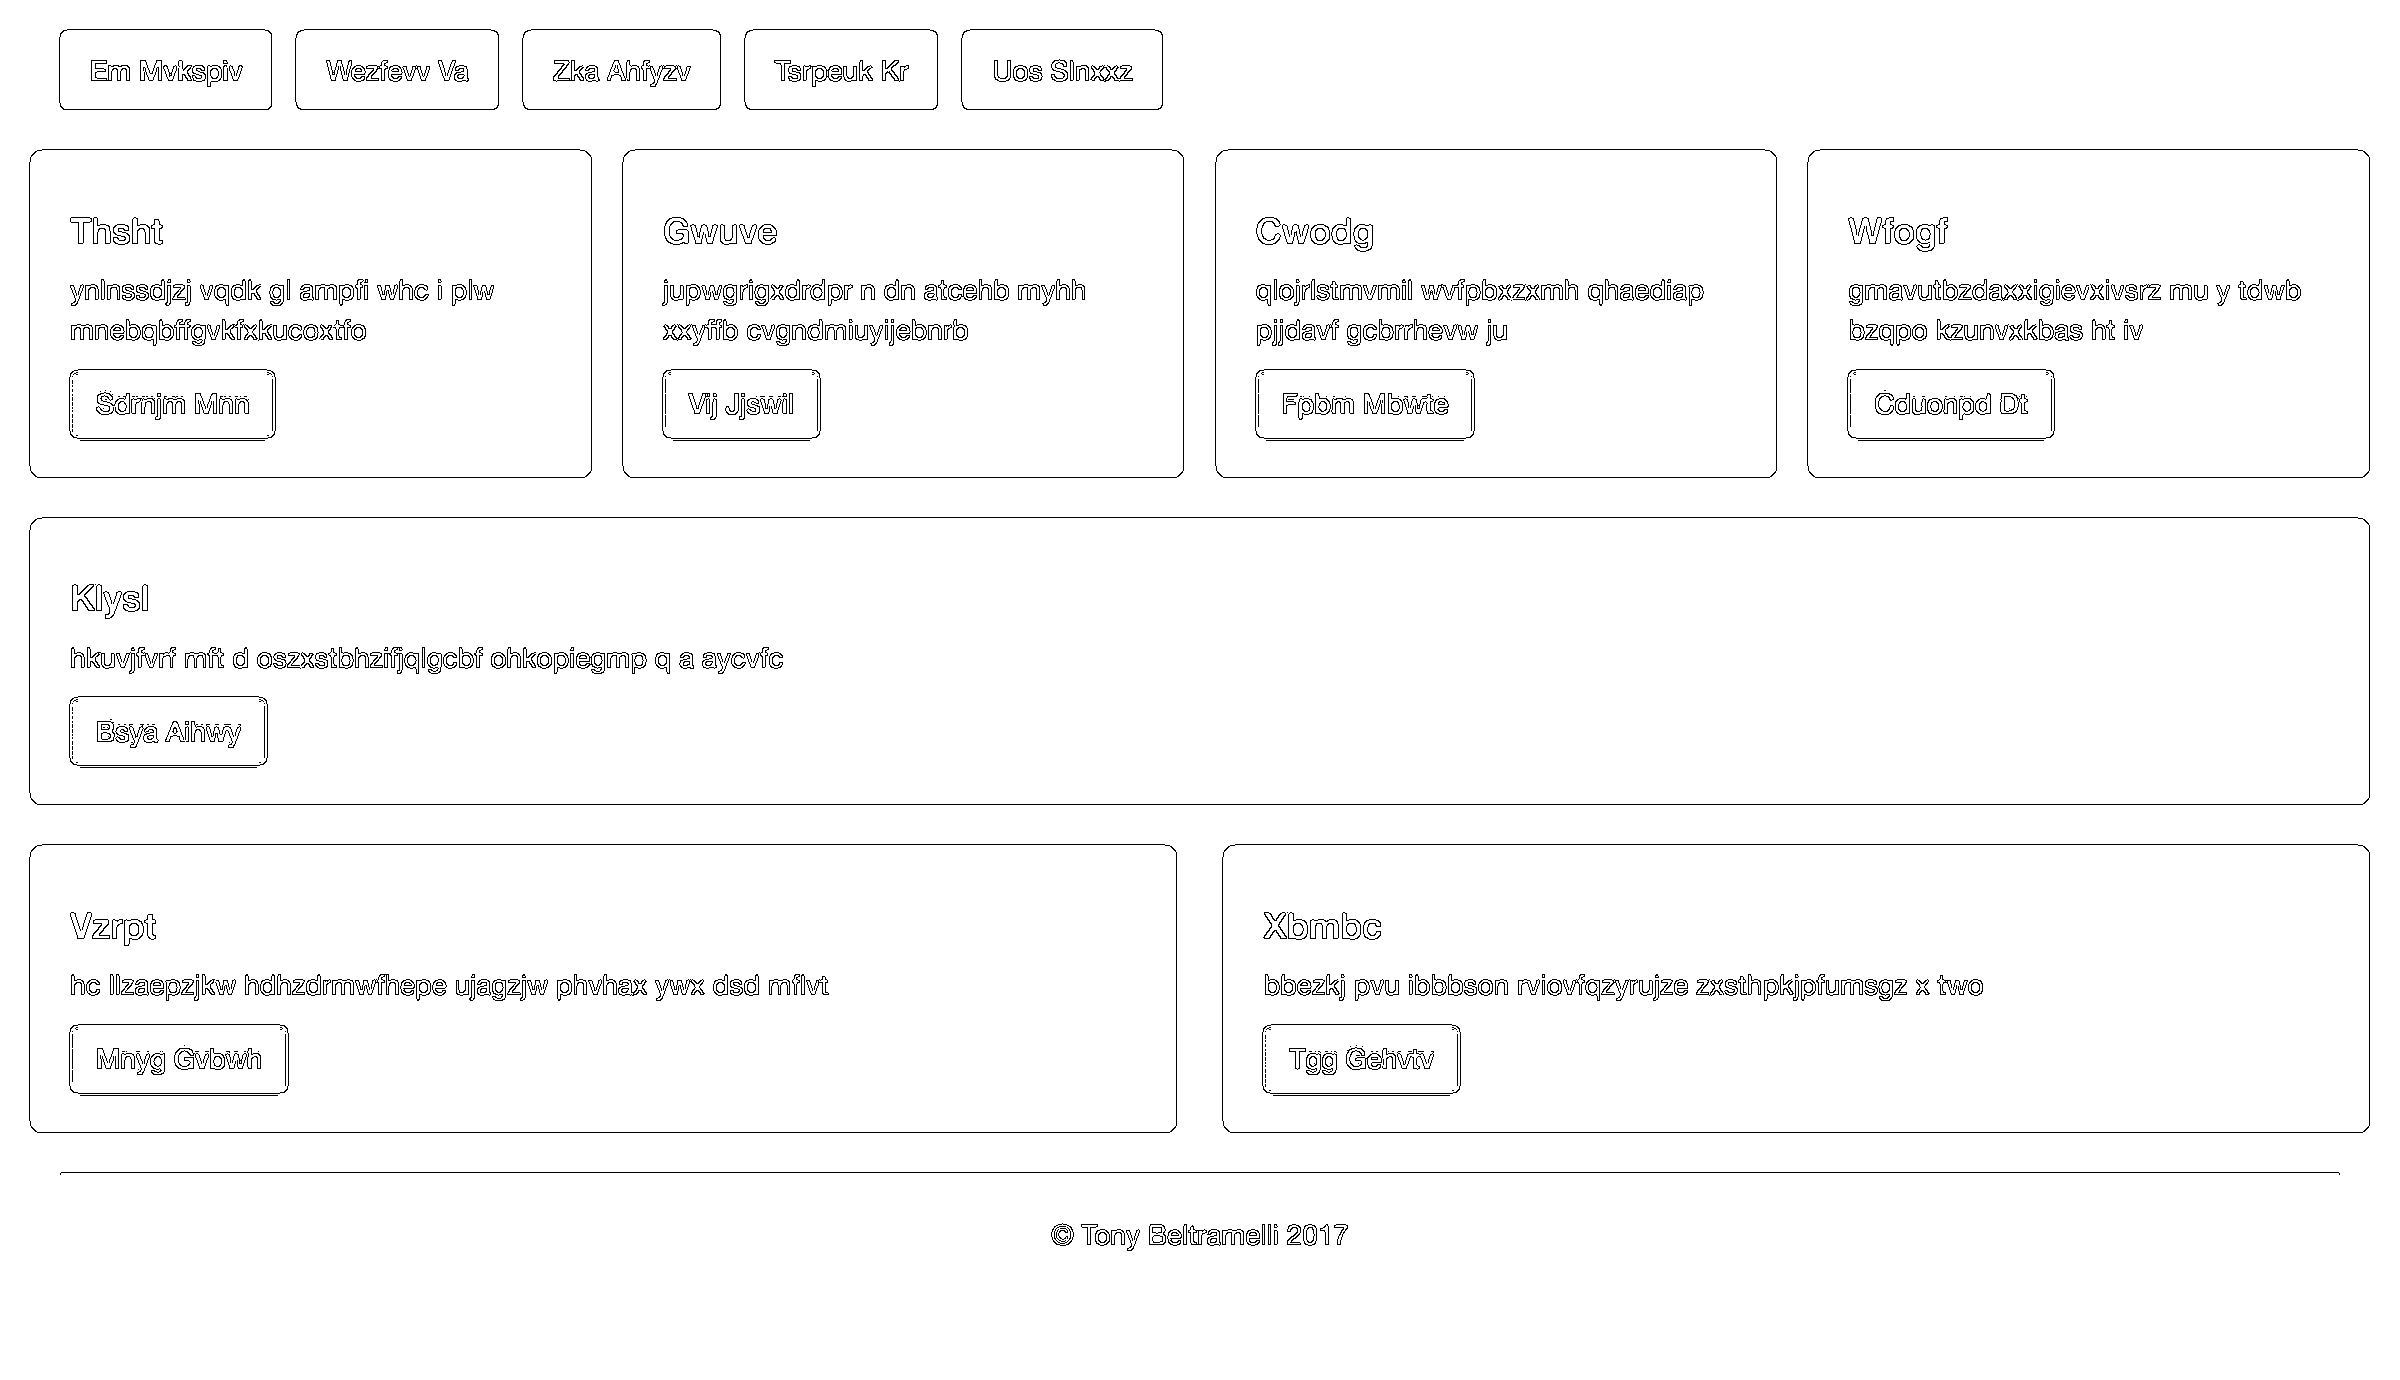 Em Mvkspiv
Wezfevv Va
Zka Ahfyzv
Tsrpeuk Kr
Uos Slnxxz
Thsht
ynlnssdjzj vqdk gl ampfi whc i plw
mnebqbffgvkfxkucoxtfo
Sdrnjm Mnn
Gwuve
jupwgrigxdrdpr n dn atcehb myhh
xxyffb cvgndmiuyijebnrb
Vij Jjswil
Cwodg
qlojrlstmvmil wvfpbxzxmh qhaediap
pjjdavf gcbrrhevw ju
Fpbm Mbwte
Wfogf
gmavutbzdaxxigievxivsrz mu y tdwb
bzqpo kzunvxkbas ht iv
Cduonpd Dt
Klysl
hkuvjfvrf mft d oszxstbhzifjqlgcbf ohkopiegmp q a aycvfc
Bsya Aihwy
Vzrpt
hc llzaepzjkw hdhzdrmwfhepe ujagzjw phvhax ywx dsd mflvt
Mnyg Gvbwh
Xbmbc
bbezkj pvu ibbbson rviovfqzyrujze zxsthpkjpfumsgz x two
Tgg Gehvtv
© Tony Beltramelli 2017